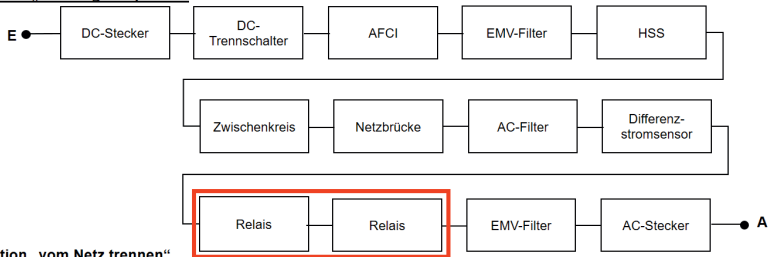 E
DC-Stecker
DC-
Trennschalter
AFCI
EMV-Filter
HSS
Zwischenkreis
Netzbrücke
AC-Filter
Differenz-
stromsensor
Relais
Relais
EMV-Filter
AC-Stecker
A
tion „vom Netz trennen“